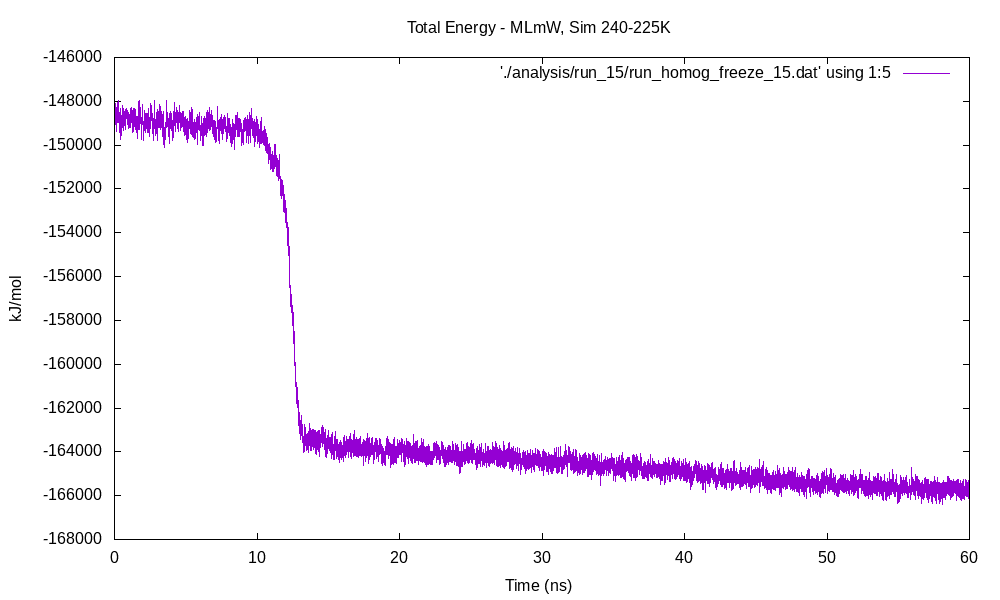 Total Energy - MLmW, Sim 240-225K
'./analysis/run_15/run_homog_freeze_15.dat' using 1:5
-146000
-148000
-150000
-152000
-154000
-156000
-158000
-160000
-162000
-164000
-166000
-168000
kJ/mol
0 10 20 30 40 50 60
Time (ns)